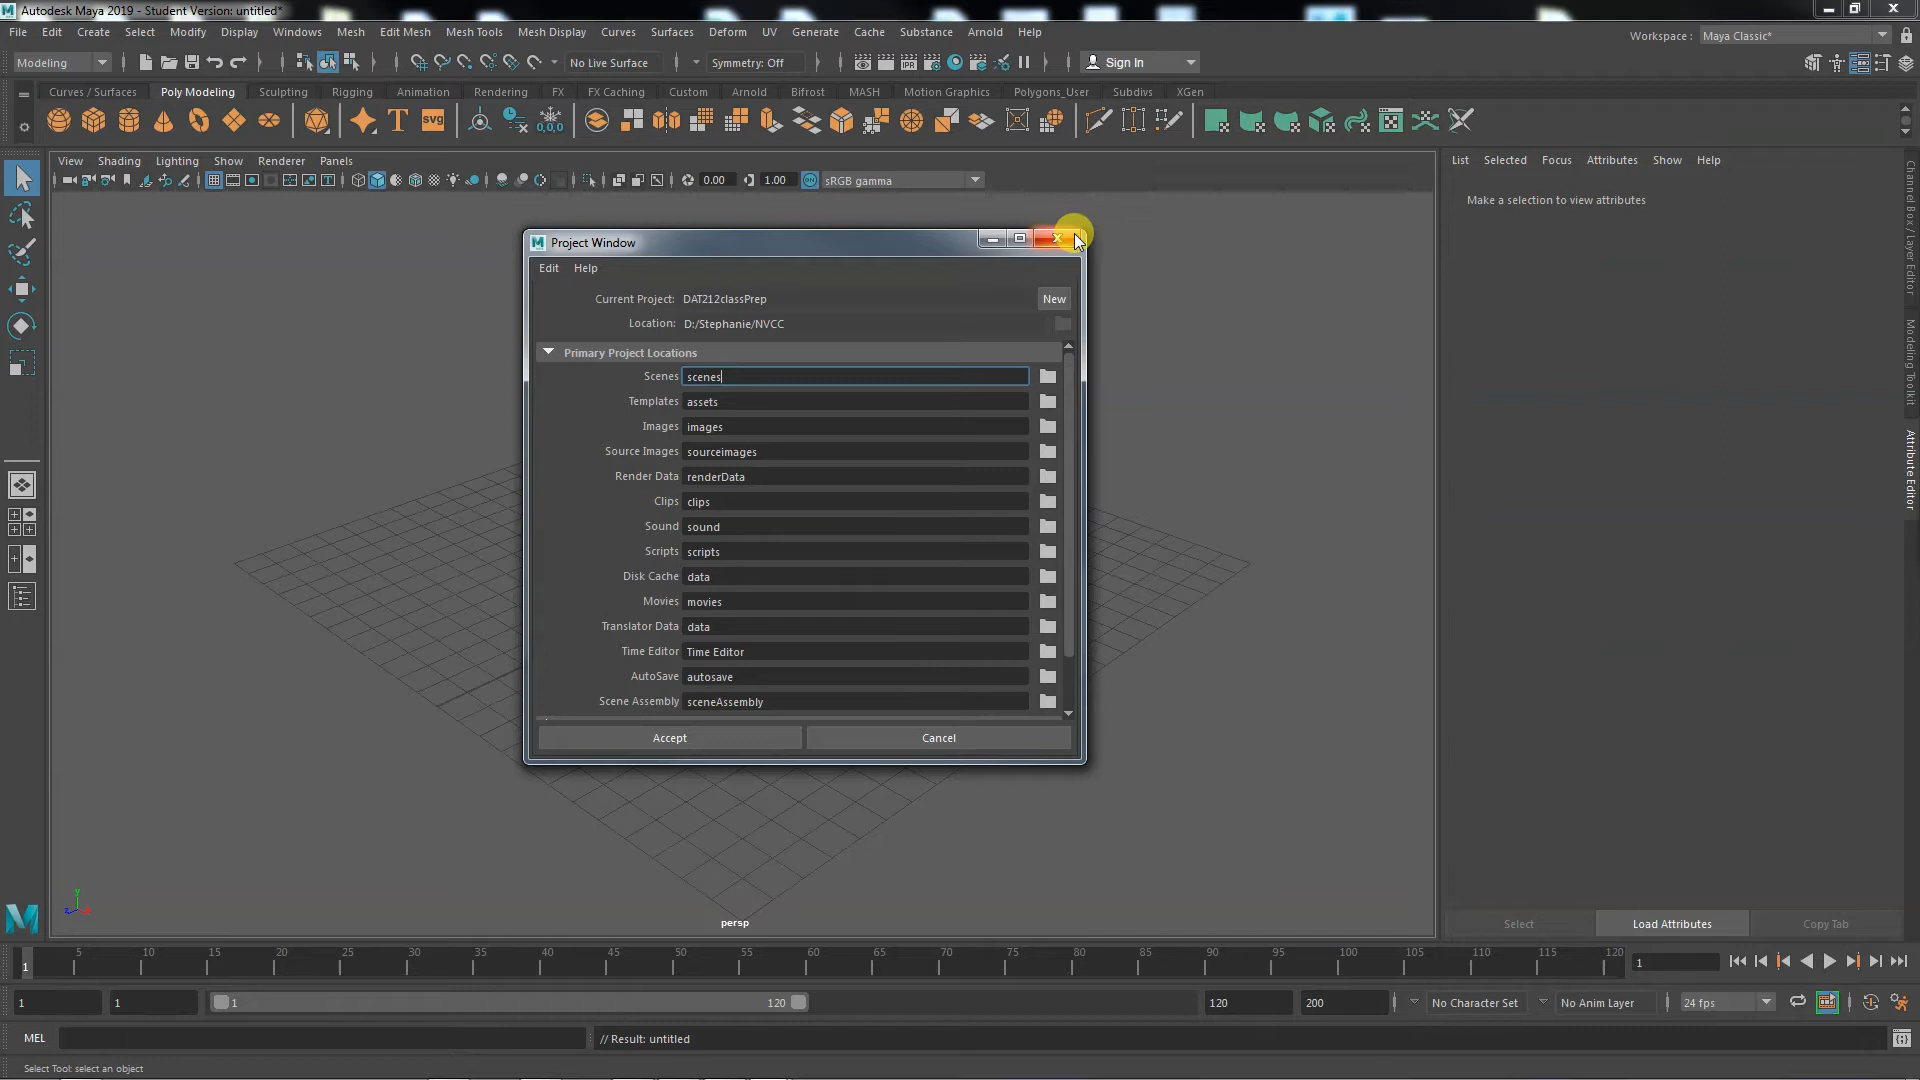 Autodesk Maya 2019 - Student Version: untitled*
File Edit Create Select Modify Display Windows Mesh Edit Mesh Mesh Tools Mesh Display Curves Surfaces Deform UV Generate Cache Substance Arnold Help
Workspace : Maya Classic*
Modeling No Live Surface Symmetry: Off IPR Sign In
Curves / Surfaces Poly Modeling Sculpting Rigging Animation Rendering FX FX Caching Custom Arnold Bifrost MASH Motion Graphics Polygons_User Subdivs XGen
T svg 0,0,0
View Shading Lighting Show Renderer Panels
0.00 1.00 ON sRGB gamma
List Selected Focus Attributes Show Help
Make a selection to view attributes
Channel Box / Layer Editor
Modeling Toolkit
Attribute Editor
Project Window
Edit Help
Current Project: DAT212classPrep New
Location: D:/Stephanie/NVCC
Primary Project Locations
Scenes scenes
Templates assets
Images images
Source Images sourceimages
Render Data renderData
Clips clips
Sound sound
Scripts scripts
Disk Cache data
Movies movies
Translator Data data
Time Editor Time Editor
AutoSave autosave
Scene Assembly sceneAssembly
Accept Cancel
y
z x
persp
Select Load Attributes Copy Tab
1 5 10 15 20 25 30 35 40 45 50 55 60 65 70 75 80 85 90 95 100 105 110 115 120 1
1 1 1 120 120 200 No Character Set No Anim Layer 24 fps
MEL // Result: untitled
Select Tool: select an object